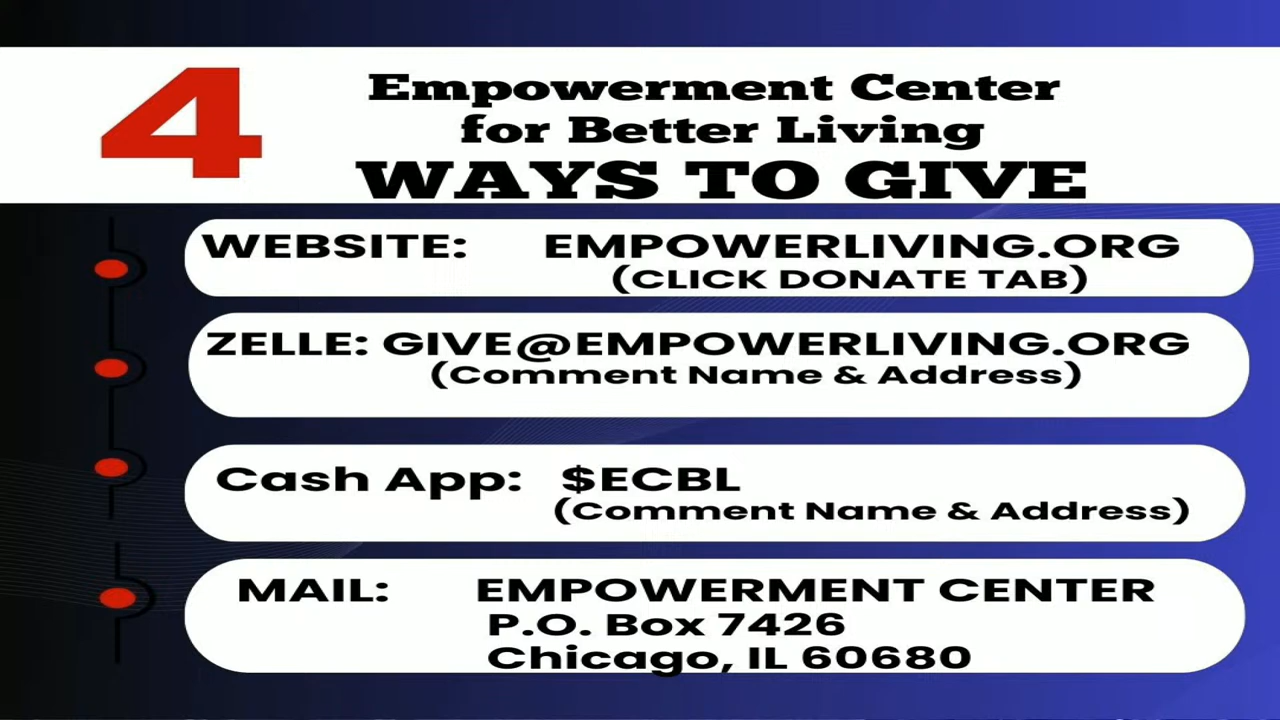 4
Empowerment Center
for Better Living
WAYS TO GIVE
WEBSITE: EMPOWERLIVING.ORG
(CLICK DONATE TAB)
ZELLE: GIVE@EMPOWERLIVING.ORG
(Comment Name & Address)
Cash App: $ECBL
(Comment Name & Address)
MAIL: EMPOWERMENT CENTER
P.O. Box 7426
Chicago, IL 60680